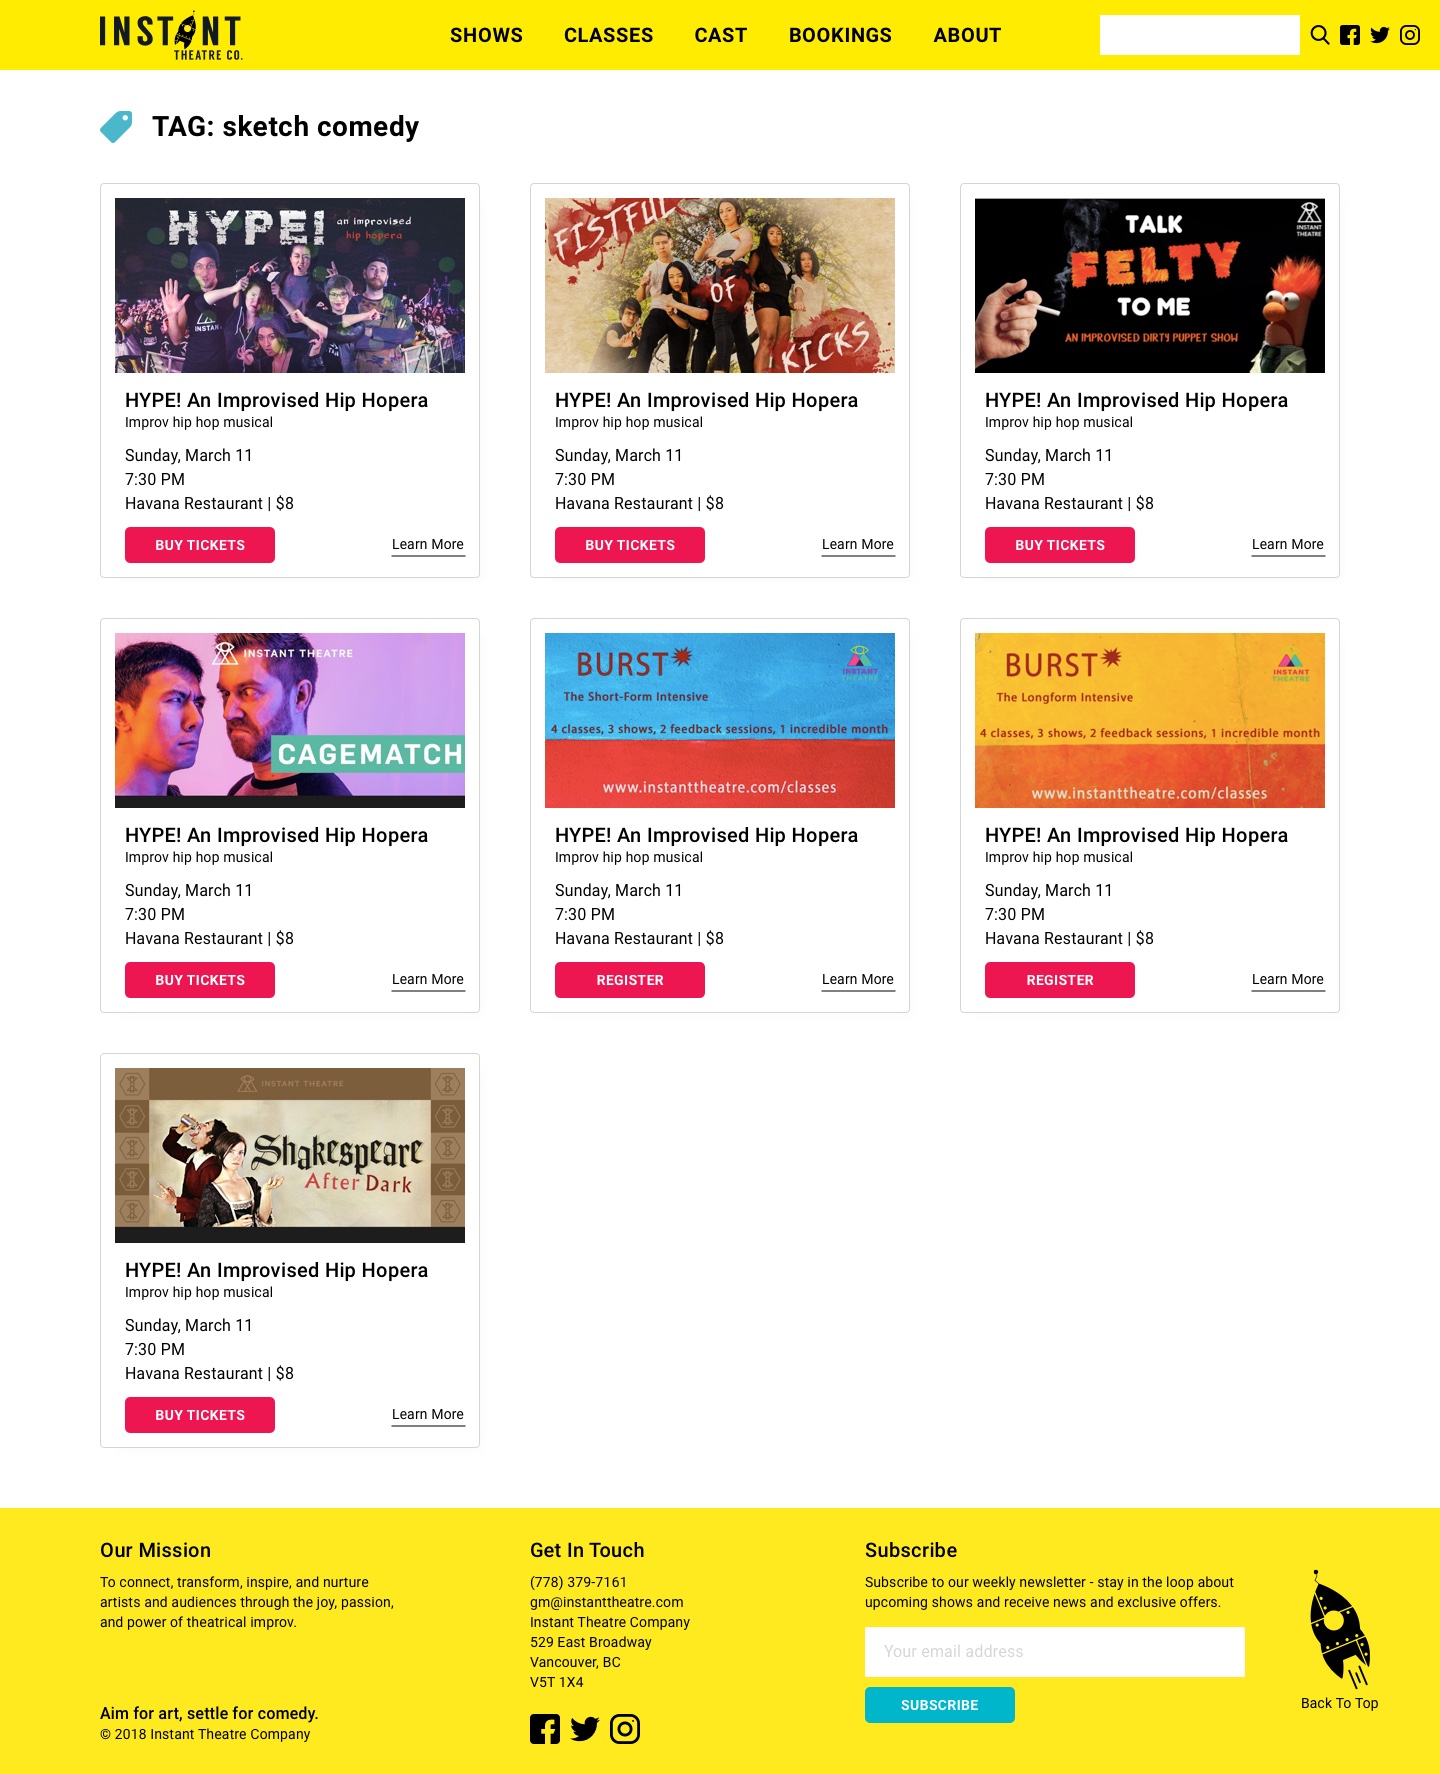 INSTANT
THEATRE CO.
SHOWS CLASSES CAST BOOKINGS ABOUT
TAG: sketch comedy
HYPE! an improvised
hip hopera
INSTAN
HYPE! An Improvised Hip Hopera
Improv hip hop musical
Sunday, March 11
7:30 PM
Havana Restaurant | $8
BUY TICKETS Learn More
FISTFUL
OF
KICKS
HYPE! An Improvised Hip Hopera
Improv hip hop musical
Sunday, March 11
7:30 PM
Havana Restaurant | $8
BUY TICKETS Learn More
INSTANT
THEATRE
TALK
FELTY
TO ME
AN IMPROVISED DIRTY PUPPET SHOW
HYPE! An Improvised Hip Hopera
Improv hip hop musical
Sunday, March 11
7:30 PM
Havana Restaurant | $8
BUY TICKETS Learn More
INSTANT THEATRE
CAGEMATCH
HYPE! An Improvised Hip Hopera
Improv hip hop musical
Sunday, March 11
7:30 PM
Havana Restaurant | $8
BUY TICKETS Learn More
BURST
INSTANT
THEATRE
The Short-Form Intensive
4 classes, 3 shows, 2 feedback sessions, 1 incredible month
www.instanttheatre.com/classes
HYPE! An Improvised Hip Hopera
Improv hip hop musical
Sunday, March 11
7:30 PM
Havana Restaurant | $8
REGISTER Learn More
BURST
INSTANT
THEATRE
The Longform Intensive
4 classes, 3 shows, 2 feedback sessions, 1 incredible month
www.instanttheatre.com/classes
HYPE! An Improvised Hip Hopera
Improv hip hop musical
Sunday, March 11
7:30 PM
Havana Restaurant | $8
REGISTER Learn More
INSTANT THEATRE
Shakespeare
After Dark
HYPE! An Improvised Hip Hopera
Improv hip hop musical
Sunday, March 11
7:30 PM
Havana Restaurant | $8
BUY TICKETS Learn More
Our Mission
To connect, transform, inspire, and nurture
artists and audiences through the joy, passion,
and power of theatrical improv.
Aim for art, settle for comedy.
© 2018 Instant Theatre Company
Get In Touch
(778) 379-7161
gm@instanttheatre.com
Instant Theatre Company
529 East Broadway
Vancouver, BC
V5T 1X4
Subscribe
Subscribe to our weekly newsletter - stay in the loop about
upcoming shows and receive news and exclusive offers.
Your email address
SUBSCRIBE
Back To Top